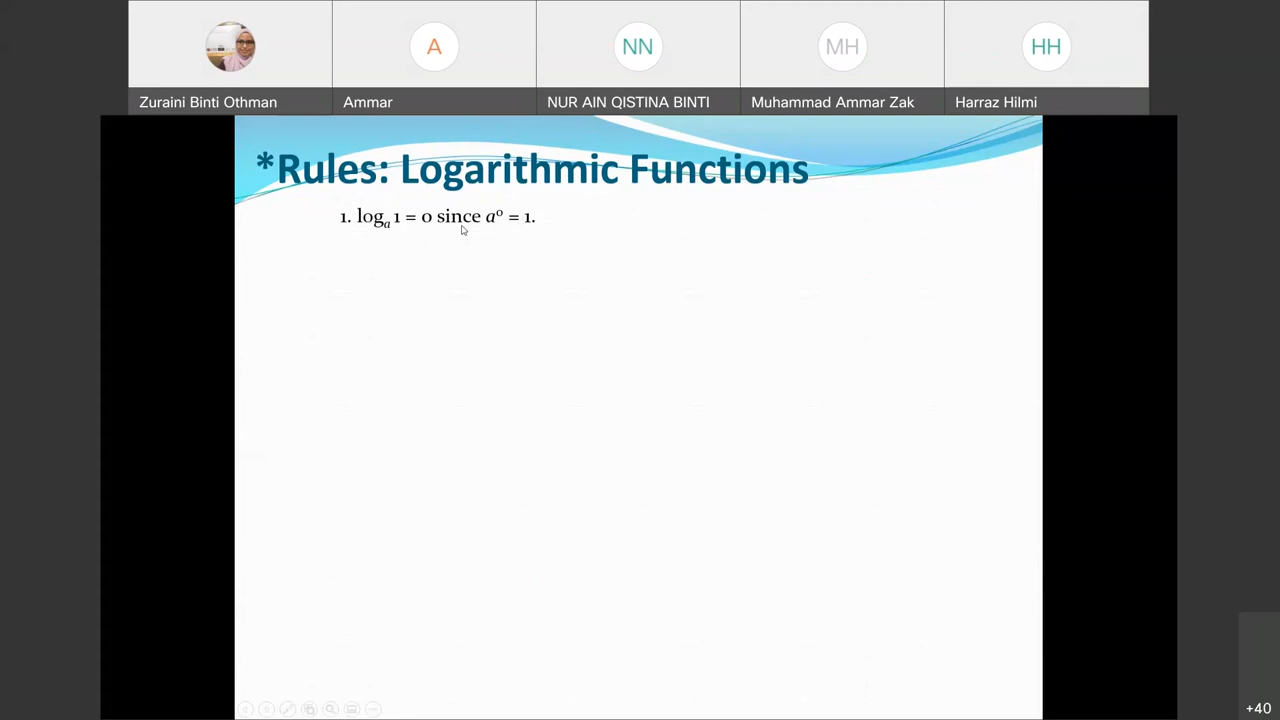 A
NN
MH
HH
Zuraini Binti Othman
Ammar
NUR AIN QISTINA BINTI
Muhammad Ammar Zak
Harraz Hilmi
*Rules: Logarithmic Functions
1. logₐ 1 = 0 since a⁰ = 1.
+40